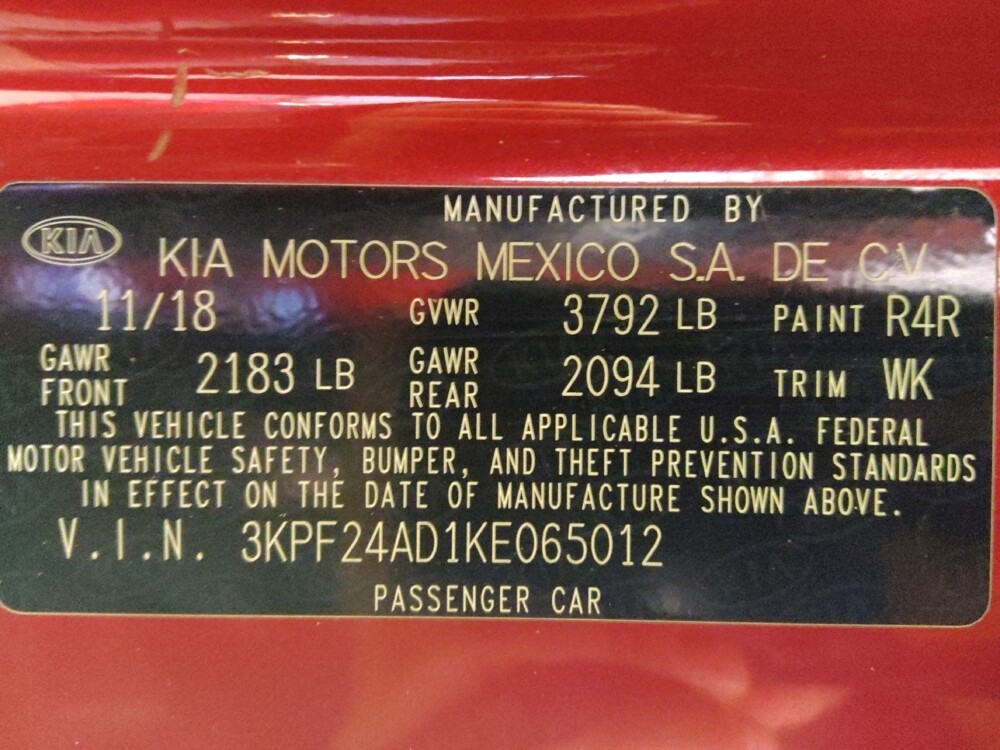 MANUFACTURED BY
KIA KIA MOTORS MEXICO S.A. DE C.V.
11/18 GVWR 3792 LB PAINT R4R
GAWR FRONT 2183 LB GAWR REAR 2094 LB TRIM WK
THIS VEHICLE CONFORMS TO ALL APPLICABLE U.S.A. FEDERAL
MOTOR VEHICLE SAFETY, BUMPER, AND THEFT PREVENTION STANDARDS
IN EFFECT ON THE DATE OF MANUFACTURE SHOWN ABOVE.
V.I.N. 3KPF24AD1KE065012
PASSENGER CAR